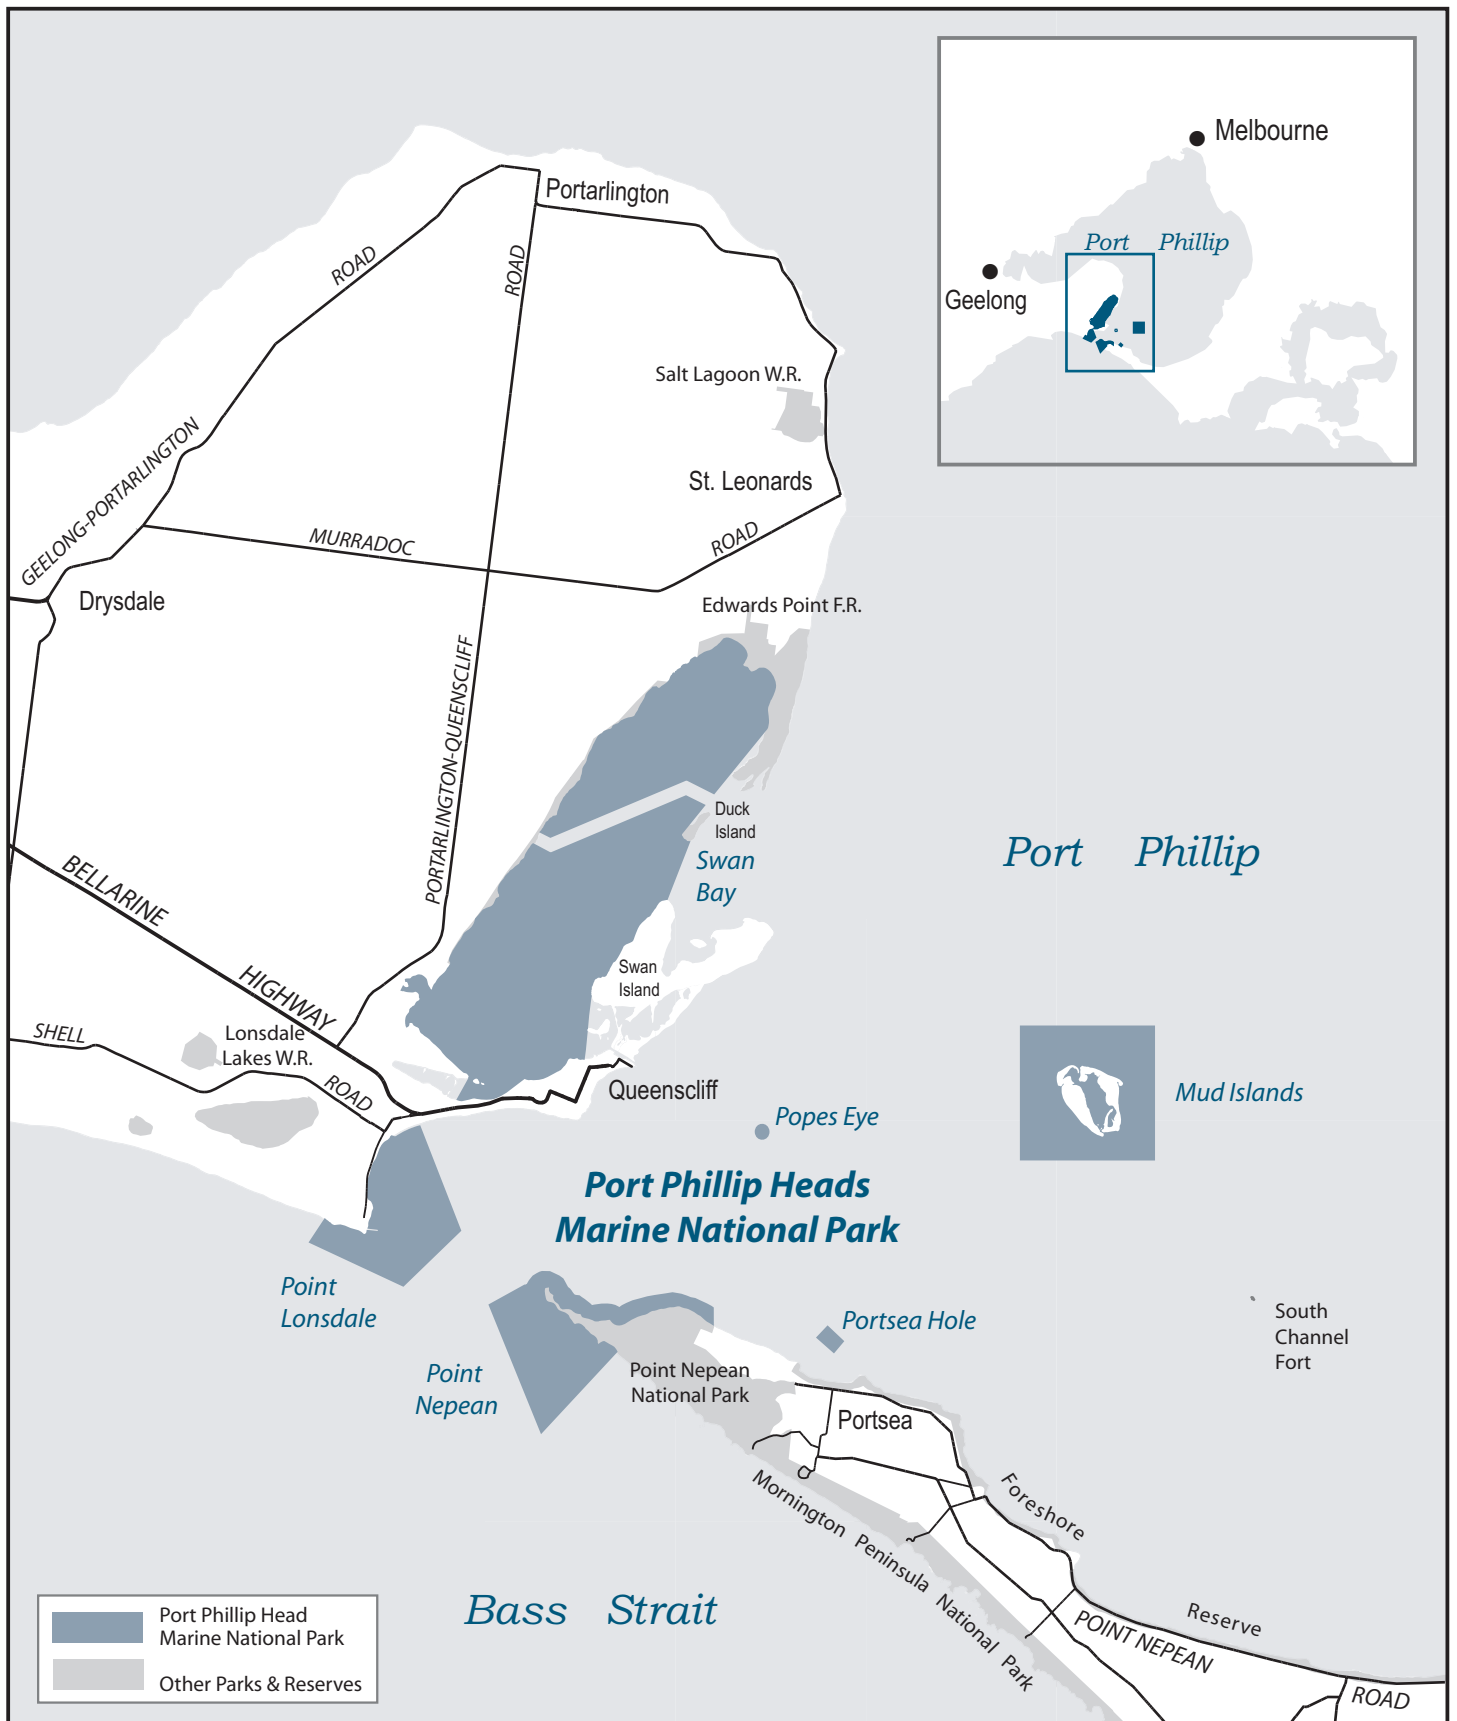 Melbourne
Port Phillip
Geelong
Portarlington
ROAD
ROAD
Salt Lagoon W.R.
St. Leonards
GEELONG-PORTARLINGTON
MURRADOC
ROAD
Drysdale
Edwards Point F.R.
PORTARLINGTON-QUEENSCLIFF
Duck
Island
Swan
Bay
Port Phillip
BELLARINE
HIGHWAY
Swan
Island
SHELL
Lonsdale
Lakes W.R.
ROAD
Queenscliff
Popes Eye
Mud Islands
Port Phillip Heads
Marine National Park
Point
Lonsdale
Portsea Hole
South
Channel
Fort
Point
Nepean
Point Nepean
National Park
Portsea
Foreshore
Reserve
Mornington Peninsula National Park
Bass Strait
POINT NEPEAN
ROAD
Port Phillip Head
Marine National Park
Other Parks & Reserves